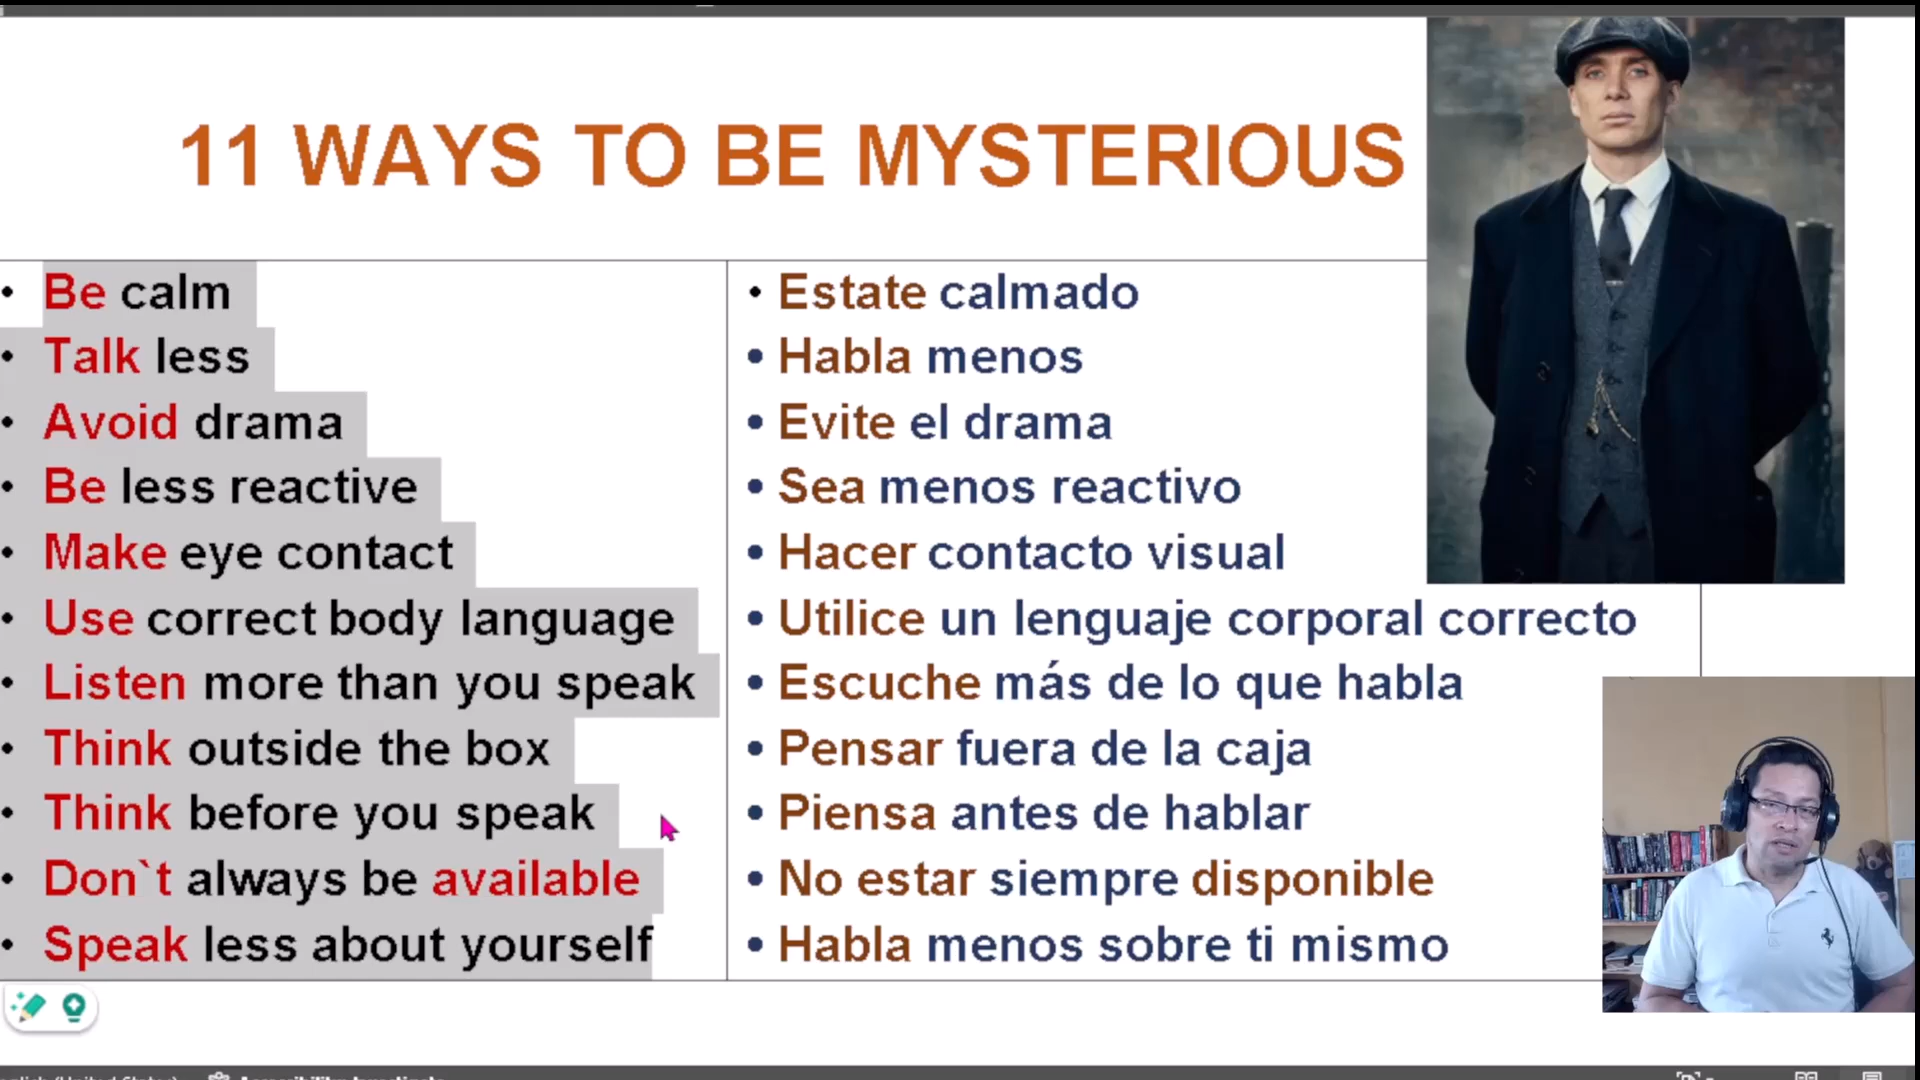 11 WAYS TO BE MYSTERIOUS
• Be calm
• Talk less
• Avoid drama
• Be less reactive
• Make eye contact
• Use correct body language
• Listen more than you speak
• Think outside the box
• Think before you speak
• Don`t always be available
• Speak less about yourself
• Estate calmado
• Habla menos
• Evite el drama
• Sea menos reactivo
• Hacer contacto visual
• Utilice un lenguaje corporal correcto
• Escuche más de lo que habla
• Pensar fuera de la caja
• Piensa antes de hablar
• No estar siempre disponible
• Habla menos sobre ti mismo